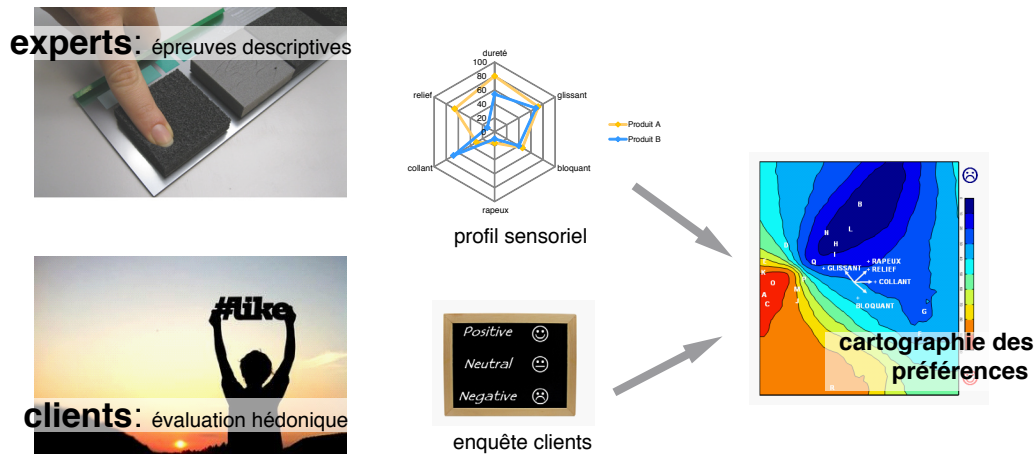 experts: épreuves descriptives
dureté
100
80
60
40
20
0
relief
glissant
Produit A
Produit B
collant
bloquant
rapeux
profil sensoriel
#like
clients: évaluation hédonique
Positive
Neutral
Negative
enquête clients
B
L
H
H
I
Q
+ RAPEUX
+ GLISSANT
+ RELIEF
O
+ COLLANT
M
A
J
C
BLOQUANT
G
cartographie des
préférences